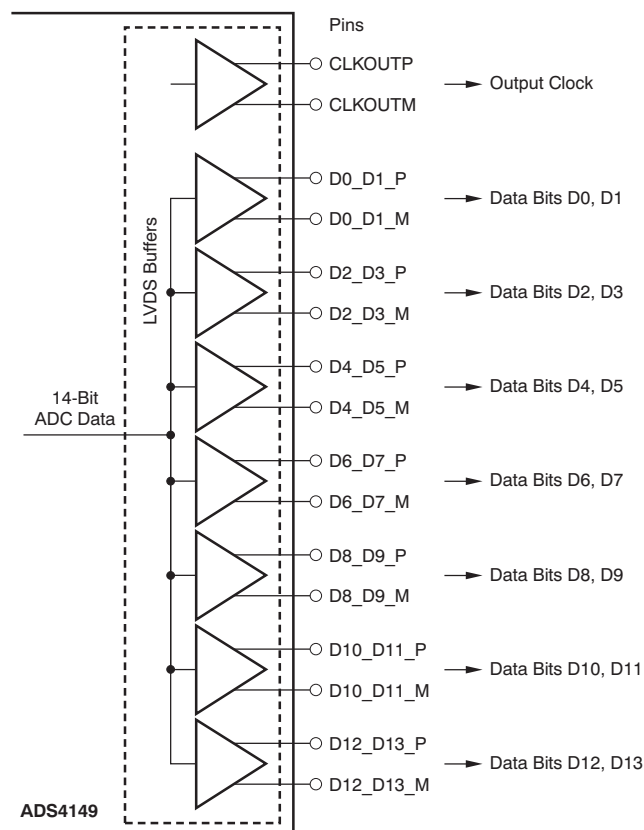 Pins
CLKOUTP
CLKOUTM
Output Clock
LVDS Buffers
D0_D1_P
D0_D1_M
Data Bits D0, D1
D2_D3_P
D2_D3_M
Data Bits D2, D3
D4_D5_P
D4_D5_M
Data Bits D4, D5
14-Bit
ADC Data
D6_D7_P
D6_D7_M
Data Bits D6, D7
D8_D9_P
D8_D9_M
Data Bits D8, D9
D10_D11_P
D10_D11_M
Data Bits D10, D11
D12_D13_P
D12_D13_M
Data Bits D12, D13
ADS4149